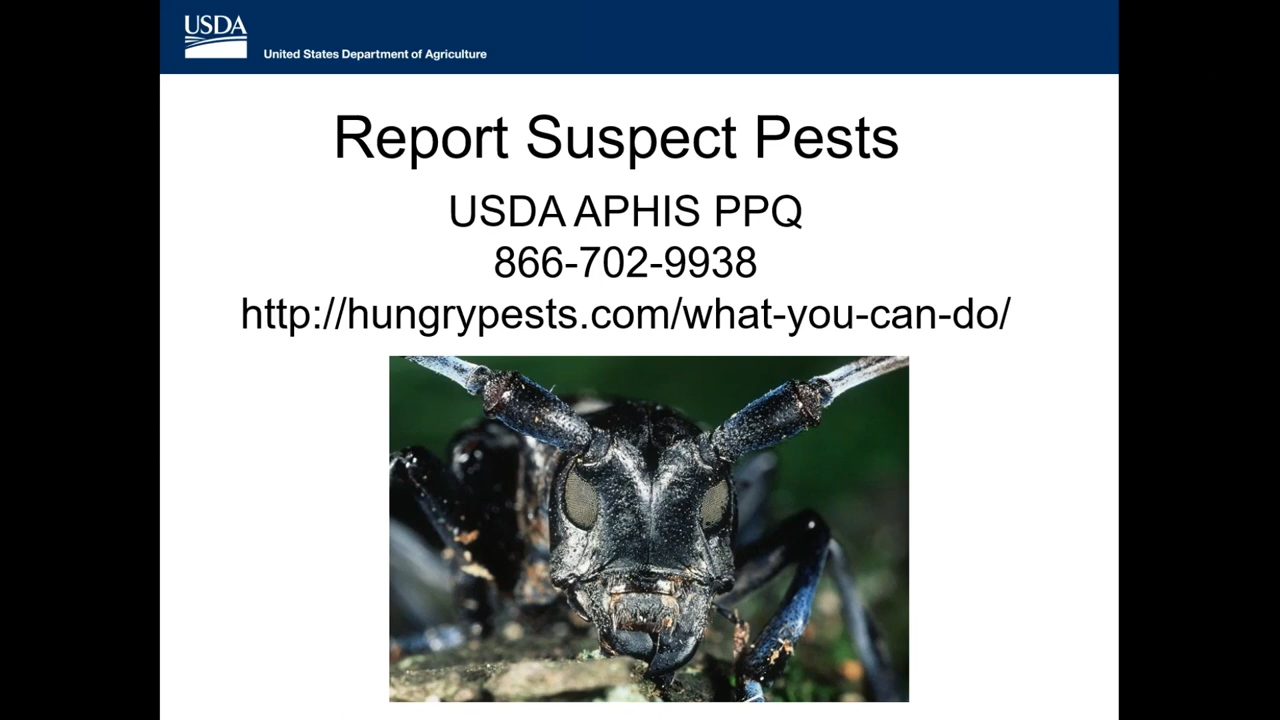 USDA
United States Department of Agriculture
Report Suspect Pests
USDA APHIS PPQ
866-702-9938
http://hungrypests.com/what-you-can-do/